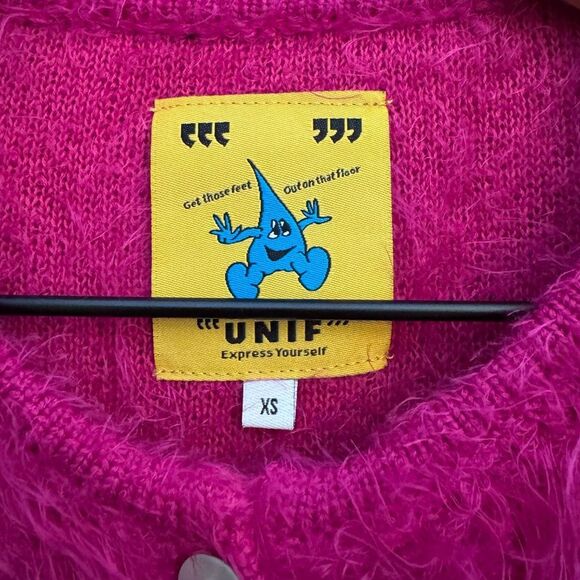 ““ ””
Get those feet Out on that floor
"““UNIF”"
Express Yourself
XS